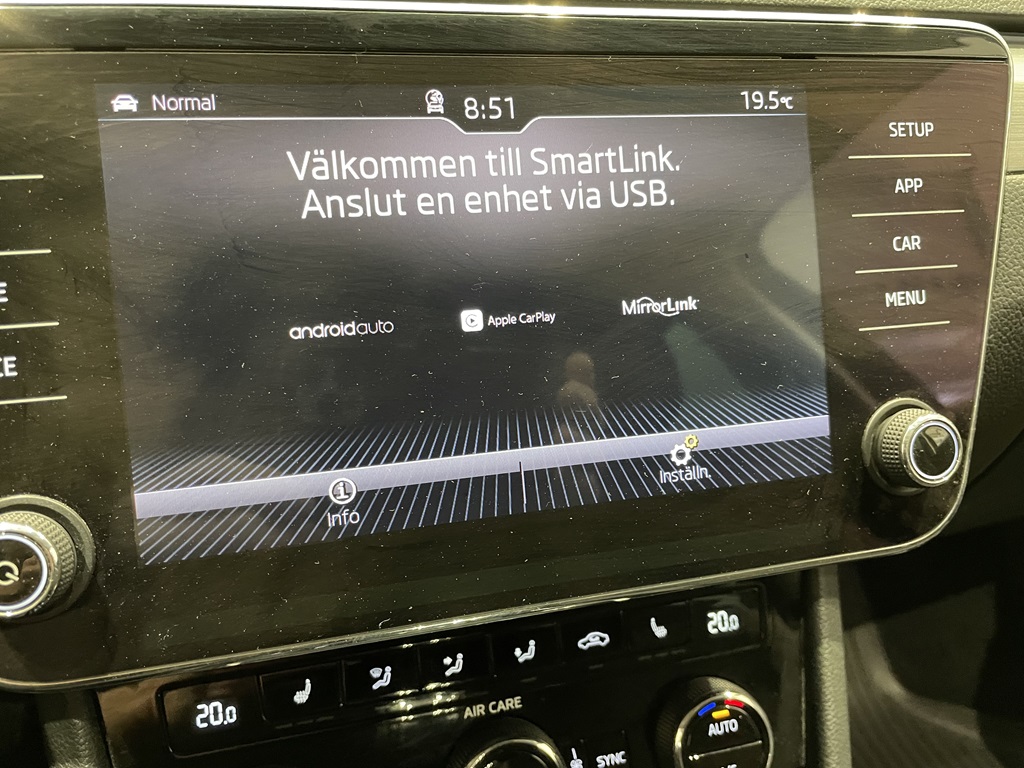 Normal
8:51
19.5°C
Välkommen till SmartLink.
Anslut en enhet via USB.
androidauto
Apple CarPlay
MirrorLink
Info
Inställn.
SETUP
APP
CAR
MENU
20.0
20.0
AIR CARE
SYNC
AUTO